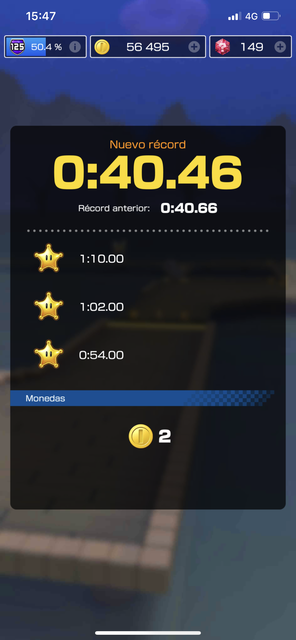 15:47 4G
125 50.4 % i 56 495 + 149 +
Nuevo récord
0:40.46
Récord anterior: 0:40.66
1:10.00
1:02.00
0:54.00
Monedas
2